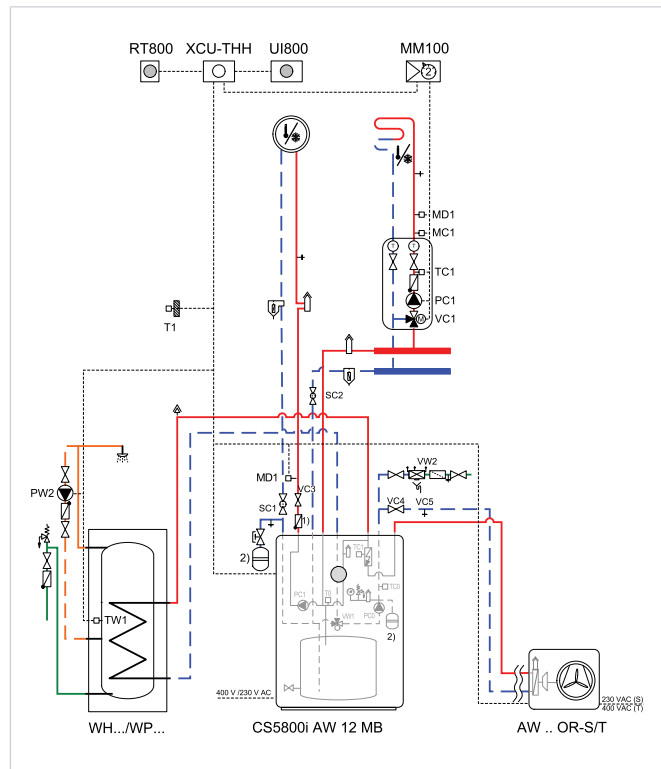 RT800 XCU-THH UI800 MM100
2
MD1
MC1
T T
TC1
PC1
M VC1
T1
SC2
PW2
MD1 VC3 VW2
SC1 VC4 VC5
1)
2)
TC1
T0 TC0
PC1 PC0
VW1
2)
TW1
400 V /230 V AC
230 VAC (S)
400 VAC (T)
WH.../WP... CS5800i AW 12 MB AW .. OR-S/T